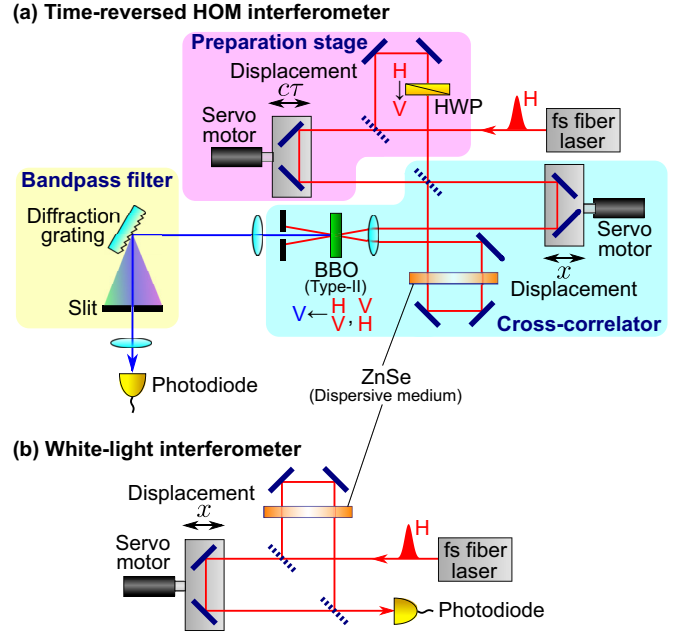 (a) Time-reversed HOM interferometer
Preparation stage
Displacement
cτ
H
↓
V
HWP
H
fs fiber
laser
Servo
motor
Bandpass filter
Diffraction
grating
Slit
Photodiode
BBO
(Type-II)
V ← H/V, V/H
Servo
motor
x
Displacement
Cross-correlator
ZnSe
(Dispersive medium)
(b) White-light interferometer
Displacement
x
Servo
motor
H
fs fiber
laser
Photodiode